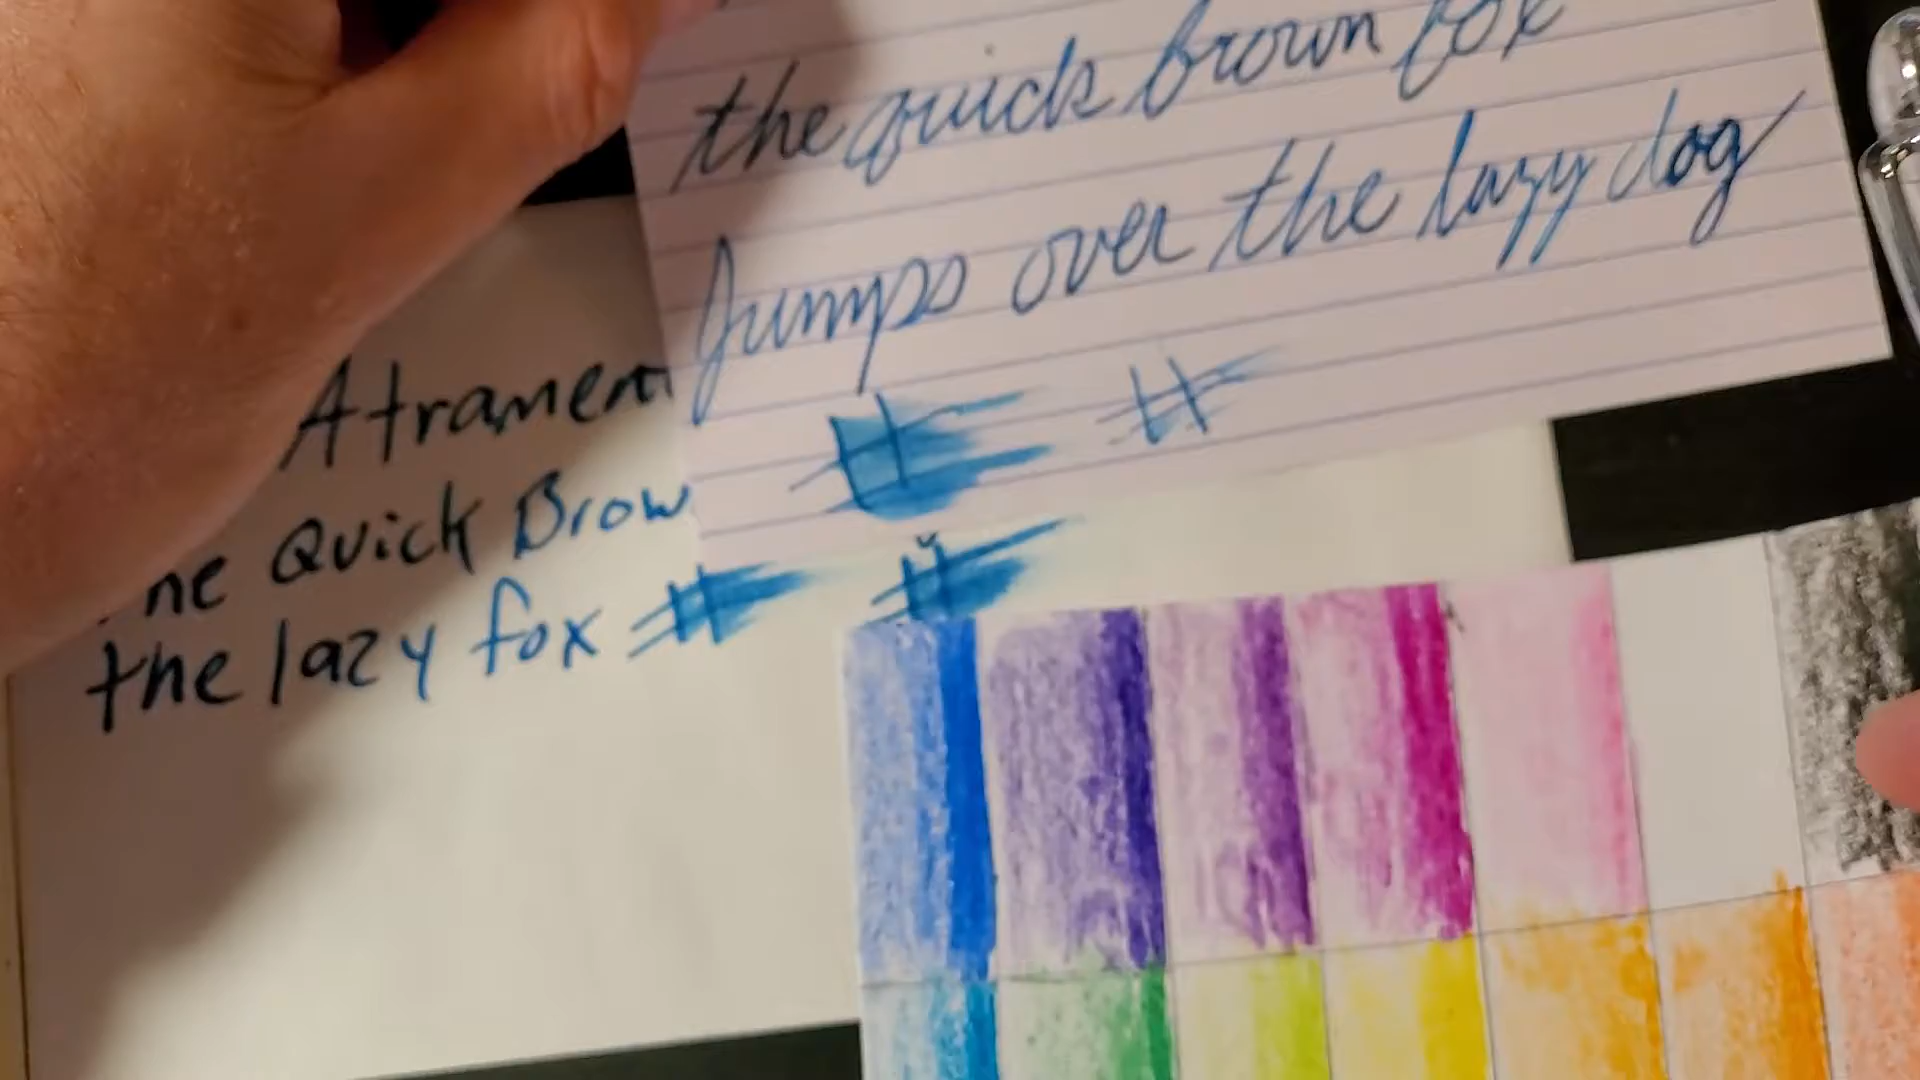 the quick brown fox
Jumps over the lazy dog
# #
Atrament
Quick Brow
the lazy fox # #